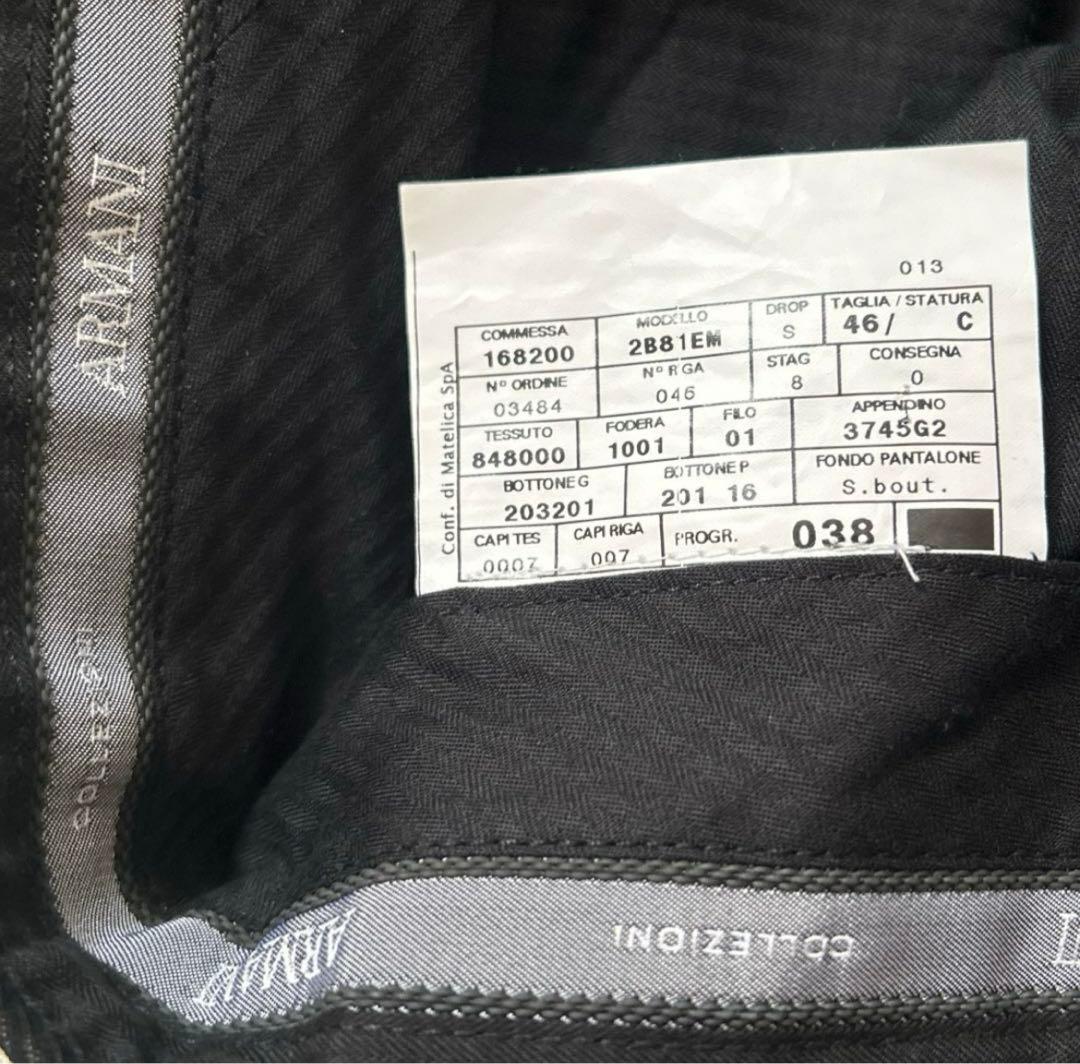 ARMANI
COLLEZIONI
013
COMMESSA MODELLO DROP TAGLIA / STATURA
168200 2B81EM S 46/ C
Nº ORDINE Nº RGA STAG CONSEGNA
03484 046 8 0
TESSUTO FODERA FILO APPENDINO
848000 1001 01 3745G2
BOTTONE G BOTTONE P FONDO PANTALONE
203201 201 16 S.bout.
CAPI TES CAPI RIGA PROGR. 038
0007 007
Conf. di Matelica SpA
ARMANI
COLLEZIONI